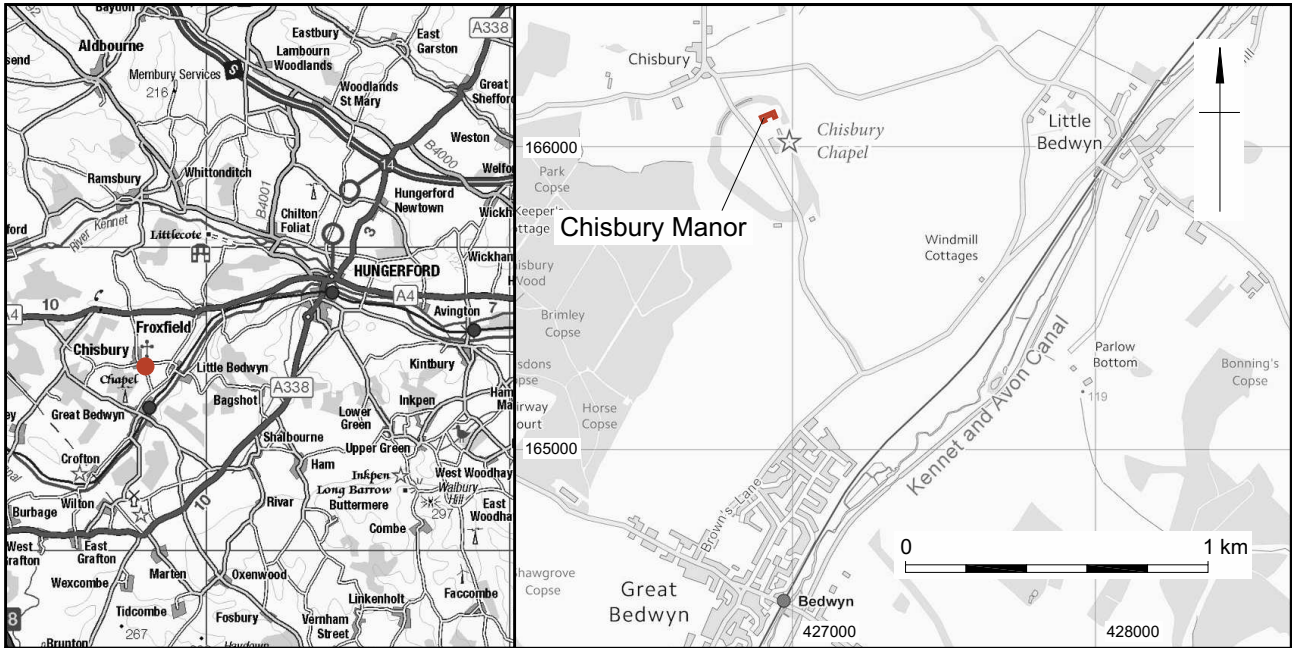 Baydon
Aldbourne
Membury Services
216
S
Eastbury
Lambourn
Woodlands
East
Garston
A338
Woodlands
St Mary
Great
Shefford
Weston
B4000
14
Whittonditch
B4001
Ramsbury
River Kennet
Littlecote
Chilton
Foliat
Hungerford
Newtown
3
HUNGERFORD
Wickham
A4
10
A4
7
Avington
Froxfield
Chisbury
Chapel
Little Bedwyn
Kintbury
A338
Great Bedwyn
Bagshot
Lower
Green
Inkpen
Shalbourne
Upper Green
Crofton
Ham
Inkpen
Long Barrow
West Woodhay
Walbury
Hill
297
Wilton
10
Rivar
Buttermere
Burbage
Combe
East
Woodha
West
Grafton
East
Grafton
Marten
Oxenwood
Wexcombe
Linkenholt
Faccombe
Tidcombe
267
Fosbury
Vernham
Street
8
Brunton
Chisbury
Chisbury
Chapel
Little
Bedwyn
166000
Park
Copse
Keeper's
Cottage
Chisbury Manor
Windmill
Cottages
Brimley
Copse
Kennet and Avon Canal
Parlow
Bottom
119
Bonning's
Copse
Horse
Copse
165000
Brown's Lane
0
1 km
Great
Bedwyn
Bedwyn
427000
428000